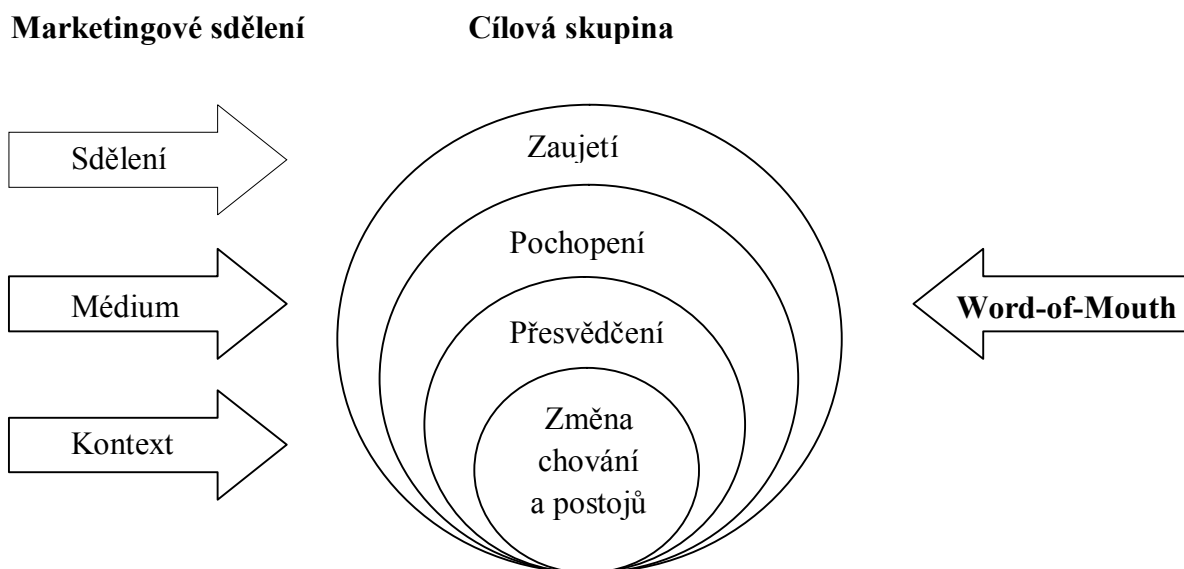 Marketingové sdělení
Cílová skupina
Sdělení
Zaujetí
Pochopení
Médium
Word-of-Mouth
Přesvědčení
Kontext
Změna
chování
a postojů